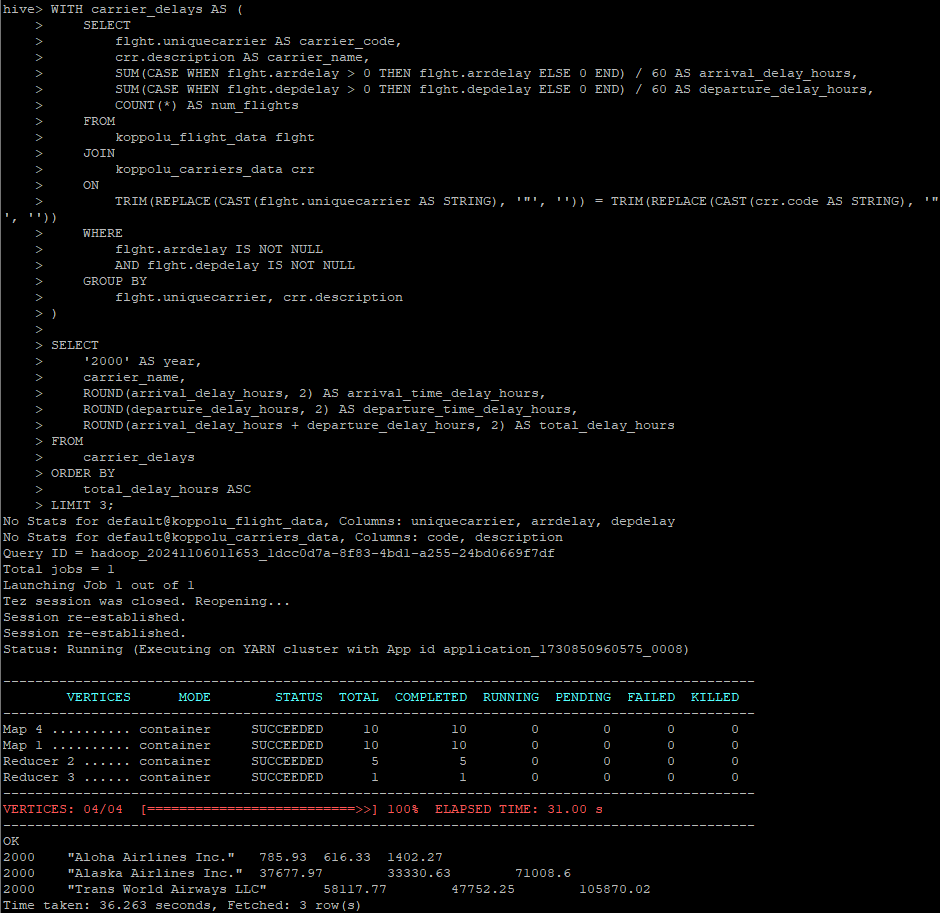 hive> WITH carrier_delays AS (
    >     SELECT
    >         flght.uniquecarrier AS carrier_code,
    >         crr.description AS carrier_name,
    >         SUM(CASE WHEN flght.arrdelay > 0 THEN flght.arrdelay ELSE 0 END) / 60 AS arrival_delay_hours,
    >         SUM(CASE WHEN flght.depdelay > 0 THEN flght.depdelay ELSE 0 END) / 60 AS departure_delay_hours,
    >         COUNT(*) AS num_flights
    >     FROM
    >         koppolu_flight_data flght
    >     JOIN
    >         koppolu_carriers_data crr
    >     ON
    >         TRIM(REPLACE(CAST(flght.uniquecarrier AS STRING), '"', '')) = TRIM(REPLACE(CAST(crr.code AS STRING), '"
', ''))
    >     WHERE
    >         flght.arrdelay IS NOT NULL
    >         AND flght.depdelay IS NOT NULL
    >     GROUP BY
    >         flght.uniquecarrier, crr.description
    > )
    >
    > SELECT
    >     '2000' AS year,
    >     carrier_name,
    >     ROUND(arrival_delay_hours, 2) AS arrival_time_delay_hours,
    >     ROUND(departure_delay_hours, 2) AS departure_time_delay_hours,
    >     ROUND(arrival_delay_hours + departure_delay_hours, 2) AS total_delay_hours
    > FROM
    >     carrier_delays
    > ORDER BY
    >     total_delay_hours ASC
    > LIMIT 3;
No Stats for default@koppolu_flight_data, Columns: uniquecarrier, arrdelay, depdelay
No Stats for default@koppolu_carriers_data, Columns: code, description
Query ID = hadoop_20241106011653_1dcc0d7a-8f83-4bd1-a255-24bd0669f7df
Total jobs = 1
Launching Job 1 out of 1
Tez session was closed. Reopening...
Session re-established.
Session re-established.
Status: Running (Executing on YARN cluster with App id application_1730850960575_0008)
----------------------------------------------------------------------------------------------
        VERTICES      MODE        STATUS  TOTAL  COMPLETED  RUNNING  PENDING  FAILED  KILLED
----------------------------------------------------------------------------------------------
Map 4 .......... container     SUCCEEDED     10         10        0        0       0       0
Map 1 .......... container     SUCCEEDED     10         10        0        0       0       0
Reducer 2 ...... container     SUCCEEDED      5          5        0        0       0       0
Reducer 3 ...... container     SUCCEEDED      1          1        0        0       0       0
----------------------------------------------------------------------------------------------
VERTICES: 04/04  [==========================>>] 100%  ELAPSED TIME: 31.00 s
----------------------------------------------------------------------------------------------
OK
2000    "Aloha Airlines Inc."   785.93  616.33  1402.27
2000    "Alaska Airlines Inc."  37677.97        33330.63        71008.6
2000    "Trans World Airways LLC"       58117.77        47752.25        105870.02
Time taken: 36.263 seconds, Fetched: 3 row(s)